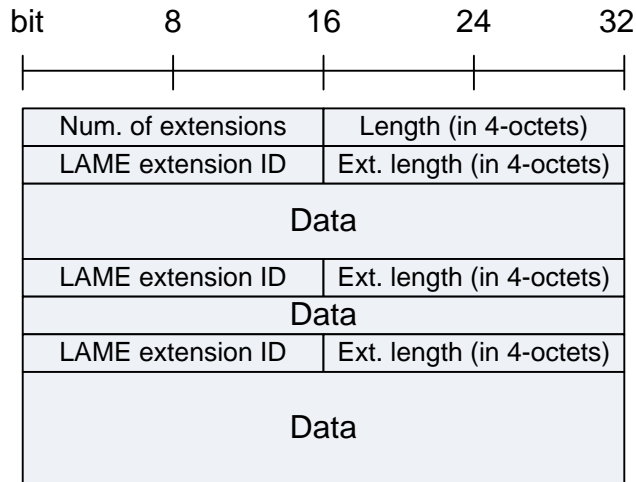 bit 8 16 24 32
Num. of extensions Length (in 4-octets)
LAME extension ID Ext. length (in 4-octets)
Data
LAME extension ID Ext. length (in 4-octets)
Data
LAME extension ID Ext. length (in 4-octets)
Data